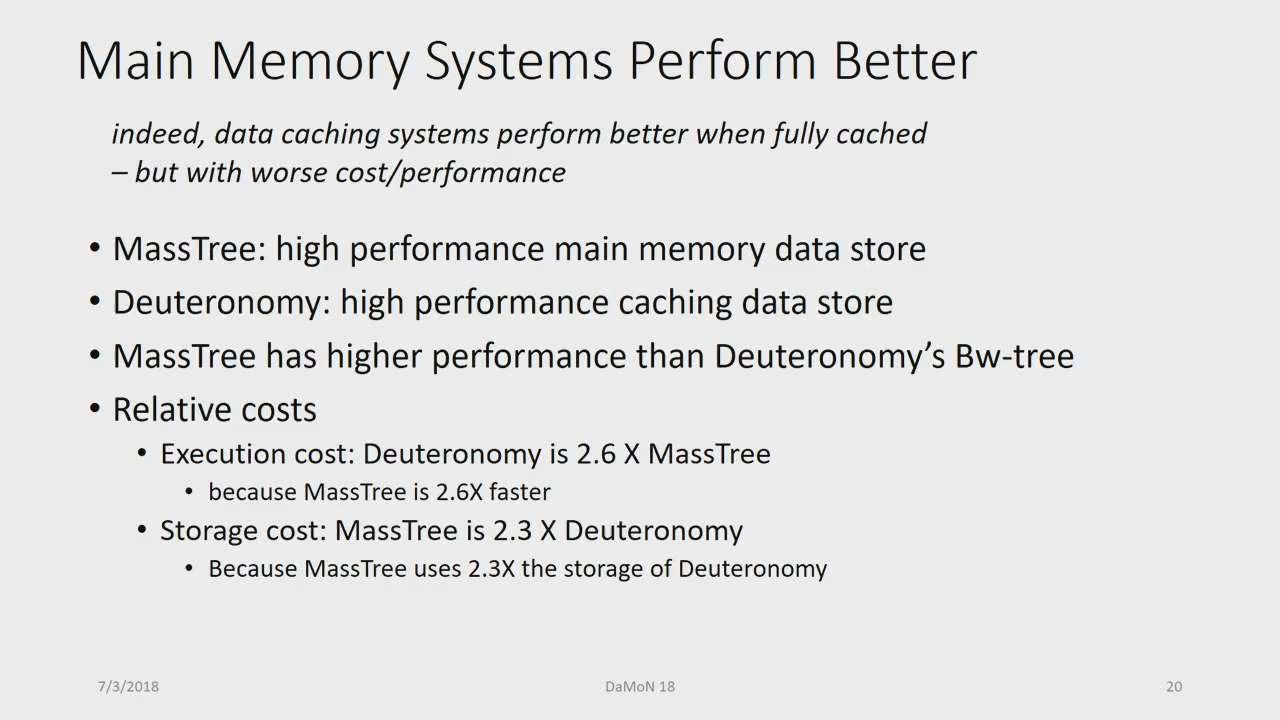 Main Memory Systems Perform Better
indeed, data caching systems perform better when fully cached
– but with worse cost/performance
• MassTree: high performance main memory data store
• Deuteronomy: high performance caching data store
• MassTree has higher performance than Deuteronomy’s Bw-tree
• Relative costs
• Execution cost: Deuteronomy is 2.6 X MassTree
• because MassTree is 2.6X faster
• Storage cost: MassTree is 2.3 X Deuteronomy
• Because MassTree uses 2.3X the storage of Deuteronomy
7/3/2018
DaMoN 18
20